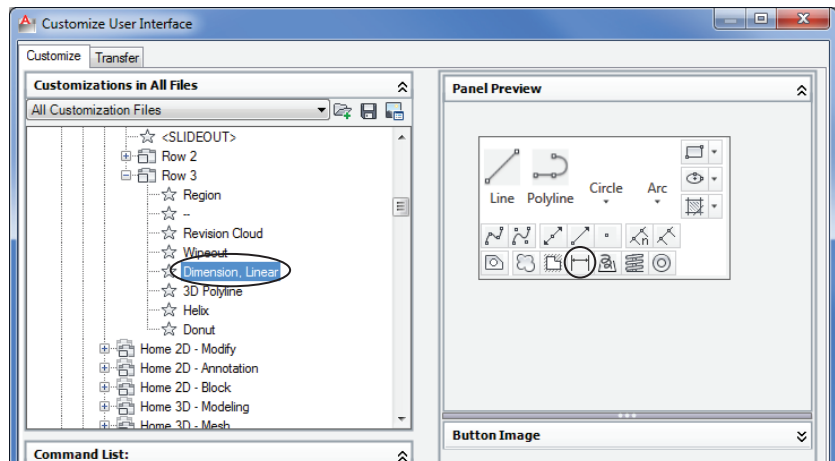 Customize User Interface
Customize Transfer
Customizations in All Files
All Customization Files
<SLIDEOUT>
Row 2
Row 3
Region
--
Revision Cloud
Wipeout
Dimension, Linear
3D Polyline
Helix
Donut
Home 2D - Modify
Home 2D - Annotation
Home 2D - Block
Home 3D - Modeling
Home 3D - Mesh
Command List:
Panel Preview
Line Polyline Circle Arc
n
Button Image